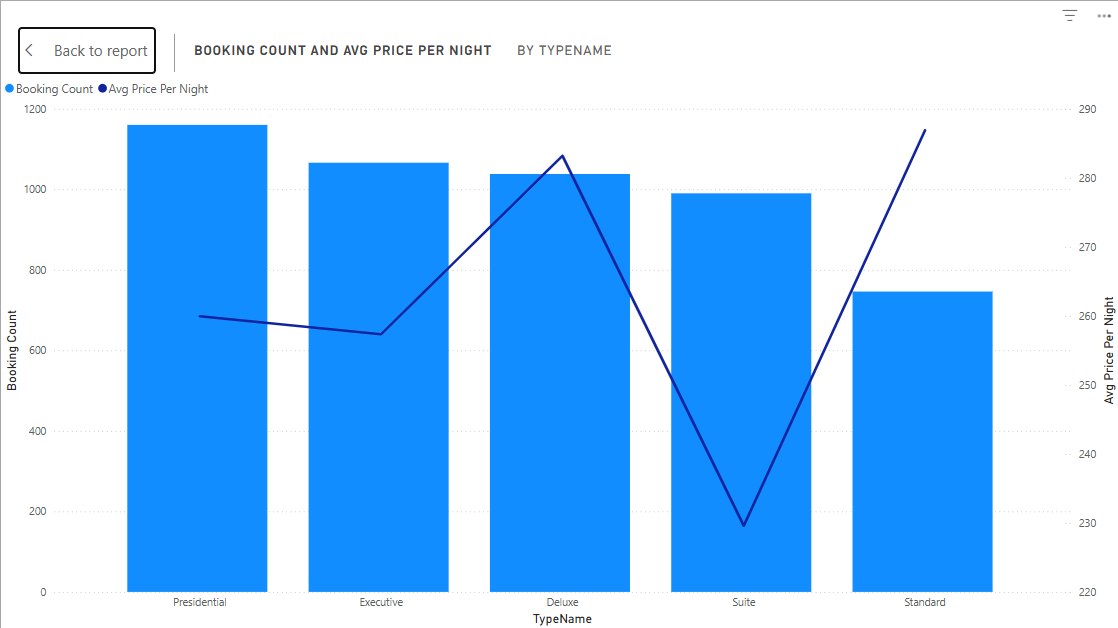 Back to report
BOOKING COUNT AND AVG PRICE PER NIGHT BY TYPENAME
Booking Count Avg Price Per Night
1200
1000
800
600
400
200
0
Booking Count
290
280
270
260
250
240
230
220
Avg Price Per Night
Presidential Executive Deluxe Suite Standard
TypeName